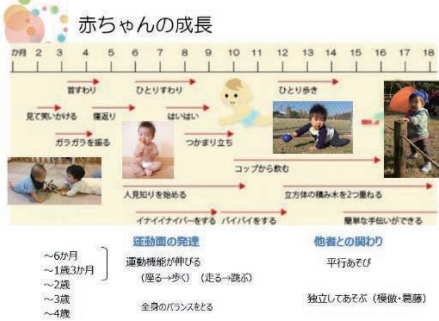 赤ちゃんの成長
か月 2 3 4 5 6 7 8 9 10 11 12 13 14 15 16 17 18
首すわり ひとりすわり ひとり歩き
見て笑いかける 寝返り はいはい
ガラガラを振る つかまり立ち
コップから飲む
人見知りを始める 立方体の積み木を2つ重ねる
イナイイナイバーをする バイバイをする 簡単な手伝いができる
運動面の発達 他者との関わり
~6か月 運動機能が伸びる 平行あそび
~1歳3か月 (座る→歩く) (走る→跳ぶ)
~2歳
~3歳 全身のバランスをとる 独立してあそぶ(模倣・葛藤)
~4歳